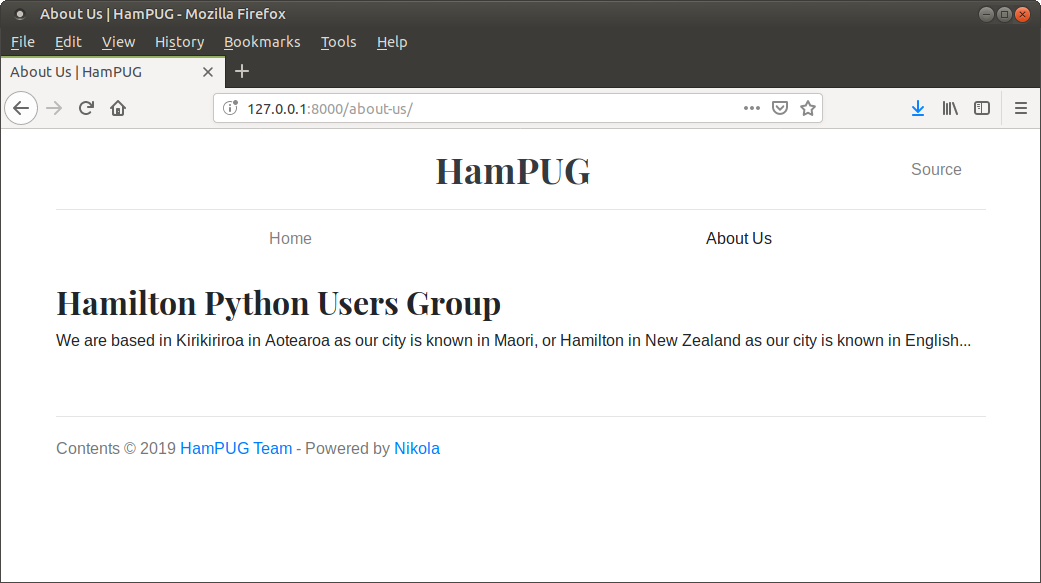 About Us | HamPUG - Mozilla Firefox
File Edit View History Bookmarks Tools Help
About Us | HamPUG
127.0.0.1:8000/about-us/
HamPUG
Source
Home
About Us
Hamilton Python Users Group
We are based in Kirikiriroa in Aotearoa as our city is known in Maori, or Hamilton in New Zealand as our city is known in English...
Contents © 2019 HamPUG Team - Powered by Nikola